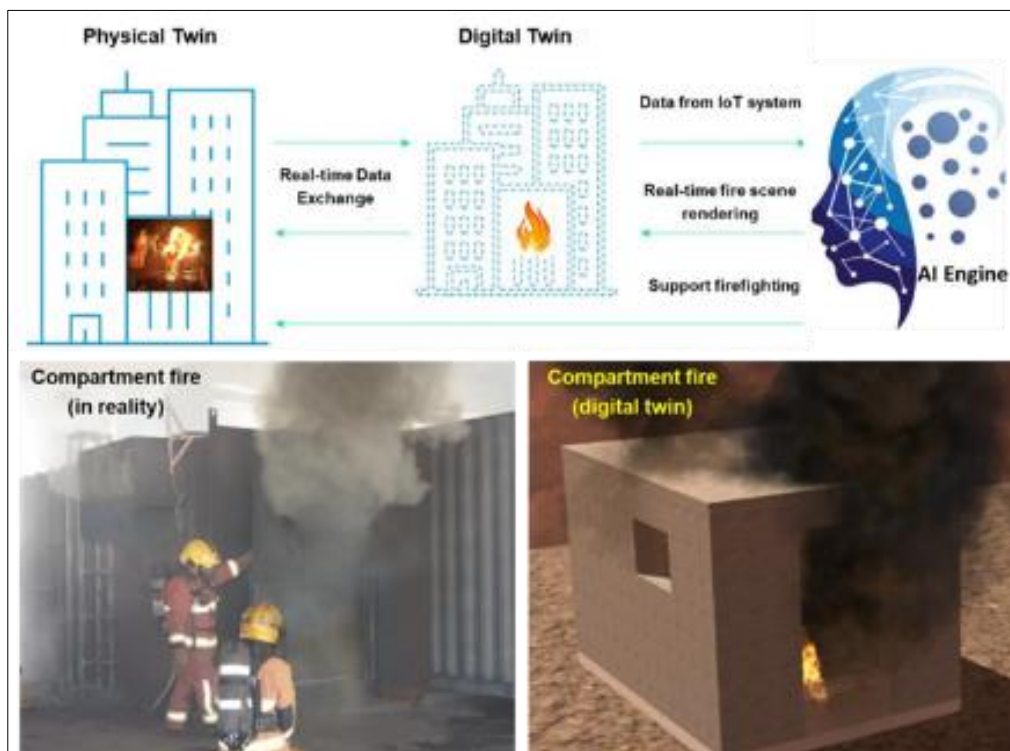 Physical Twin
Digital Twin
Data from IoT system
Real-time Data
Exchange
Real-time fire scene
rendering
AI Engine
Support firefighting
Compartment fire
(in reality)
Compartment fire
(digital twin)